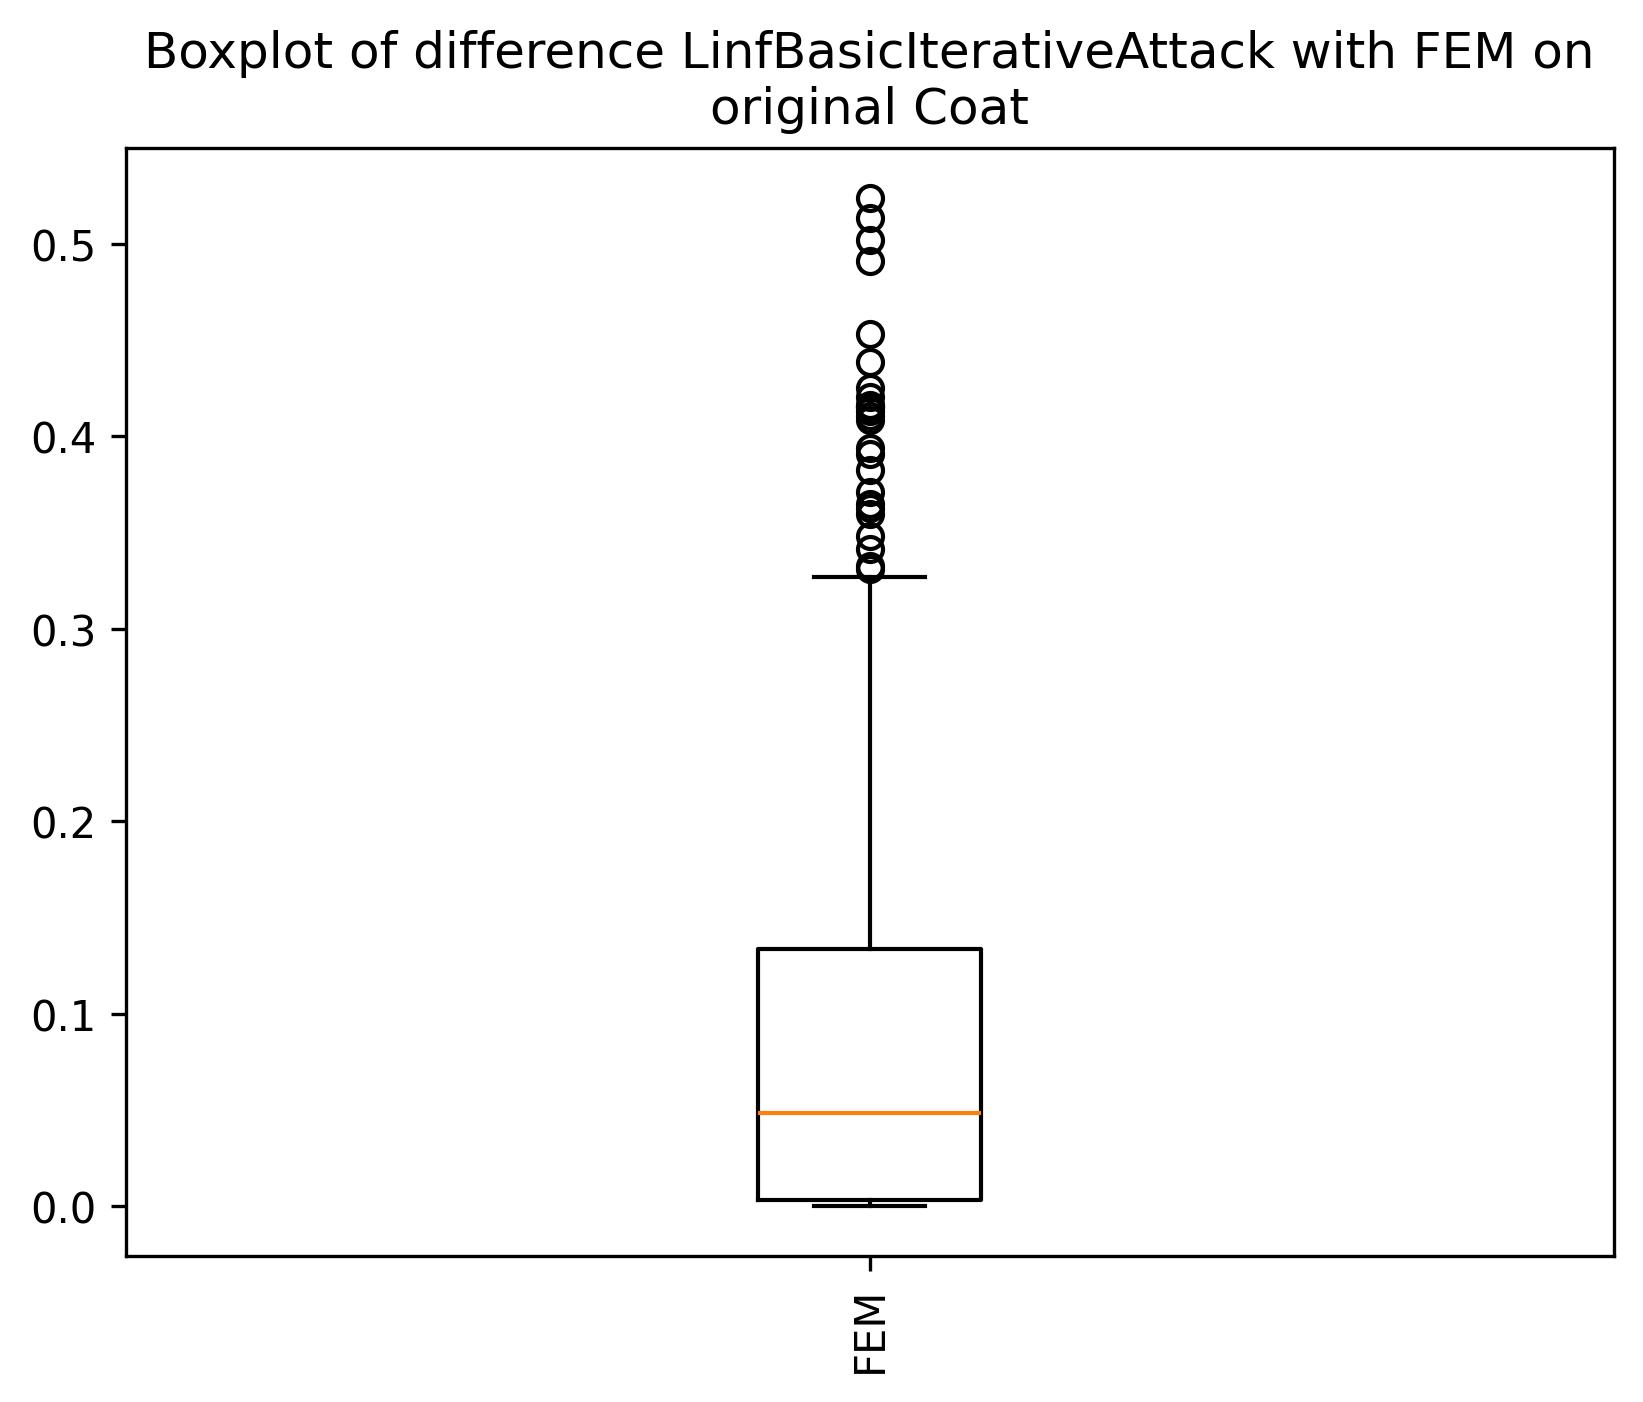 Boxplot of difference LinfBasicIterativeAttack with FEM on
original Coat
0.5
0.4
0.3
0.2
0.1
0.0
FEM